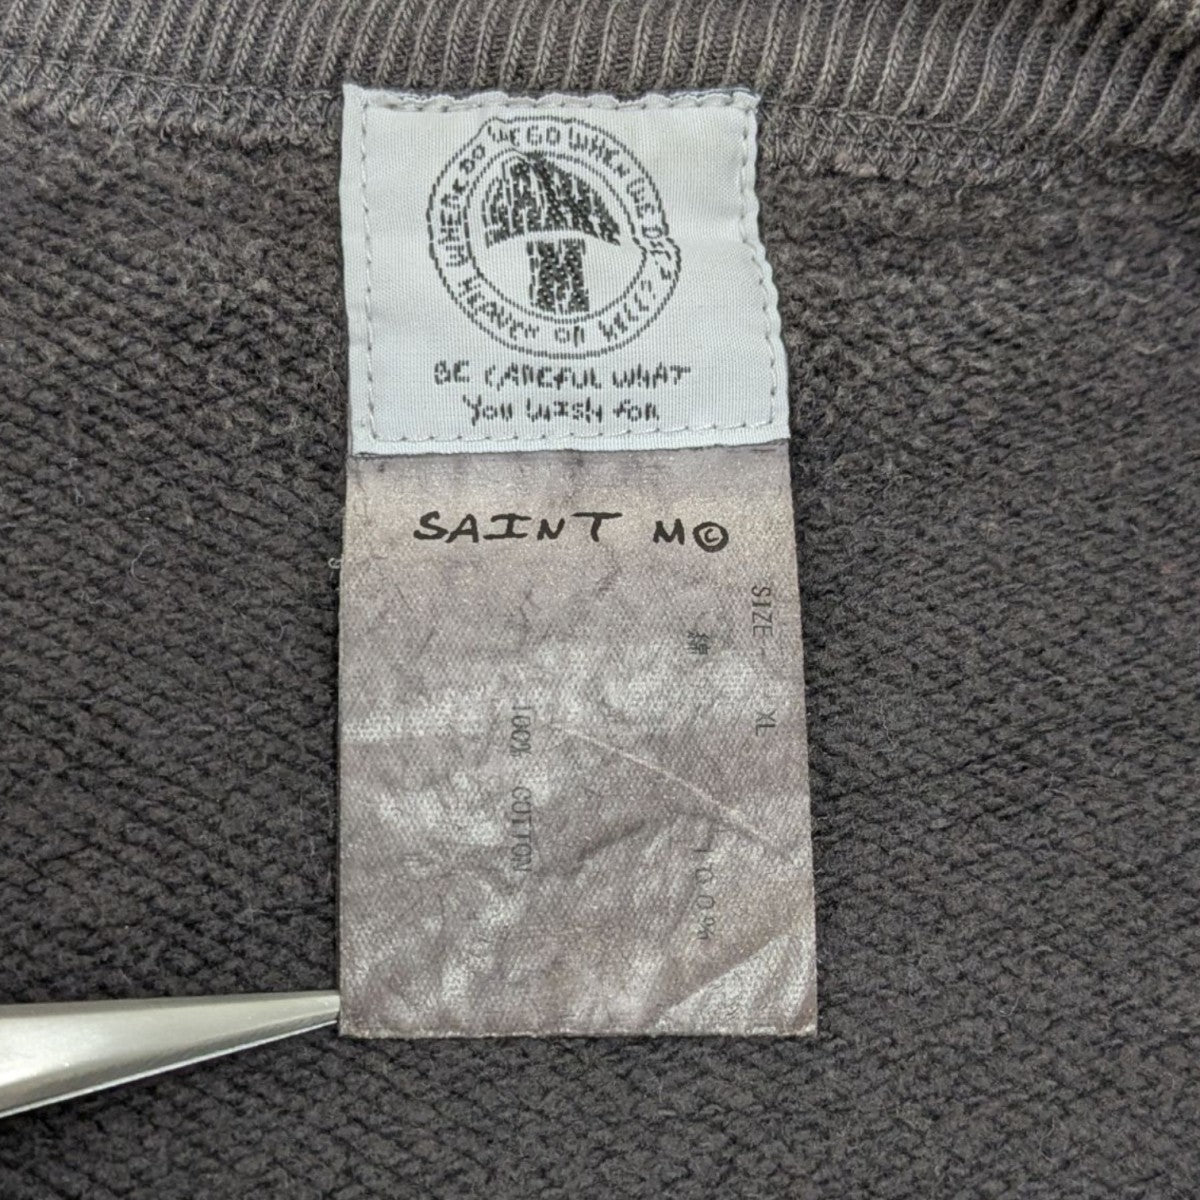 WHERE DO WE GO WHEN WE DIE?
HEAVEN OR HELL?
BE CAREFUL WHAT
YOU WISH FOR
SAINT M©
SIZE XL
綿 100%
100% COTTON